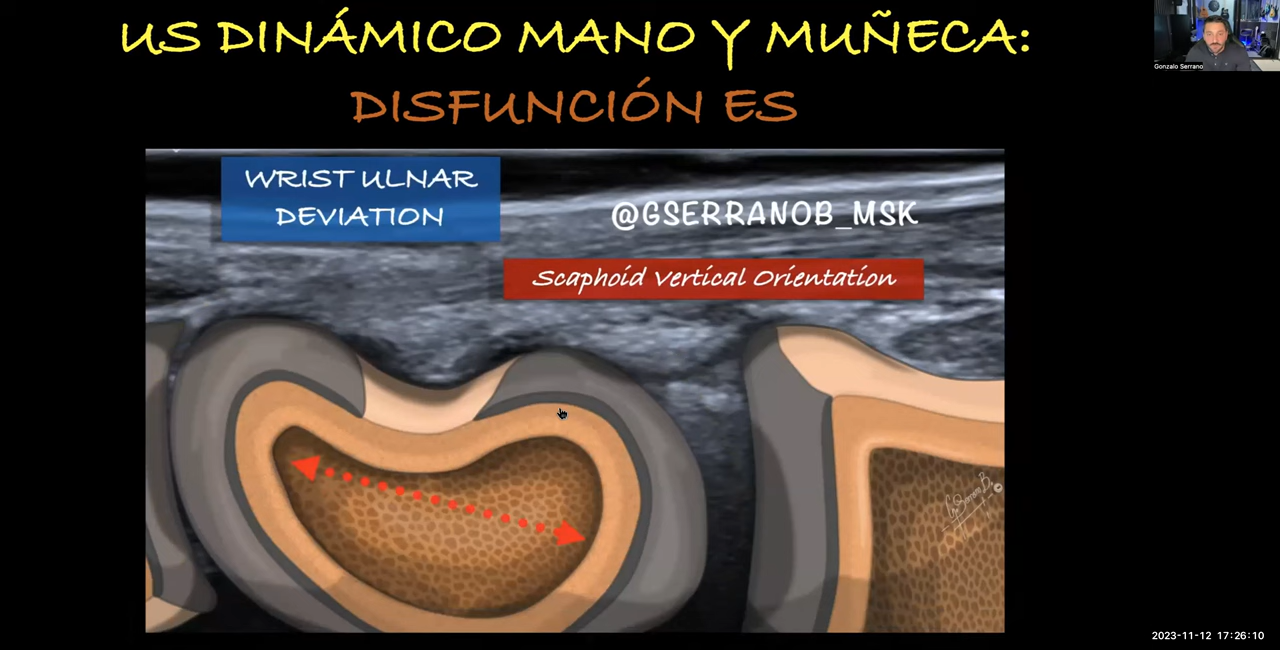 US DINÁMICO MANO Y MUÑECA:
DISFUNCIÓN ES
WRIST ULNAR
DEVIATION
@GSERRANOB_MSK
Scaphoid Vertical Orientation
Gonzalo Serrano
2023-11-12 17:26:10